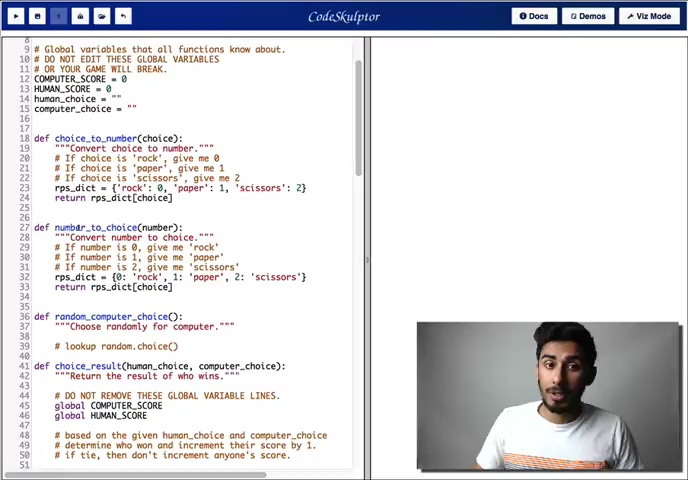 CodeSkulptor
Docs
Demos
Viz Mode
8
9 # Global variables that all functions know about.
10 # DO NOT EDIT THESE GLOBAL VARIABLES
11 # OR YOUR GAME WILL BREAK.
12 COMPUTER_SCORE = 0
13 HUMAN_SCORE = 0
14 human_choice = ""
15 computer_choice = ""
16
17
18 def choice_to_number(choice):
19 """Convert choice to number."""
20 # If choice is 'rock', give me 0
21 # If choice is 'paper', give me 1
22 # If choice is 'scissors', give me 2
23 rps_dict = {'rock': 0, 'paper': 1, 'scissors': 2}
24 return rps_dict[choice]
25
26
27 def number_to_choice(number):
28 """Convert number to choice."""
29 # If number is 0, give me 'rock'
30 # If number is 1, give me 'paper'
31 # If number is 2, give me 'scissors'
32 rps_dict = {0: 'rock', 1: 'paper', 2: 'scissors'}
33 return rps_dict[choice]
34
35
36 def random_computer_choice():
37 """Choose randomly for computer."""
38
39 # lookup random.choice()
40
41 def choice_result(human_choice, computer_choice):
42 """Return the result of who wins."""
43
44 # DO NOT REMOVE THESE GLOBAL VARIABLE LINES.
45 global COMPUTER_SCORE
46 global HUMAN_SCORE
47
48 # based on the given human_choice and computer_choice
49 # determine who won and increment their score by 1.
50 # if tie, then don't increment anyone's score.
51